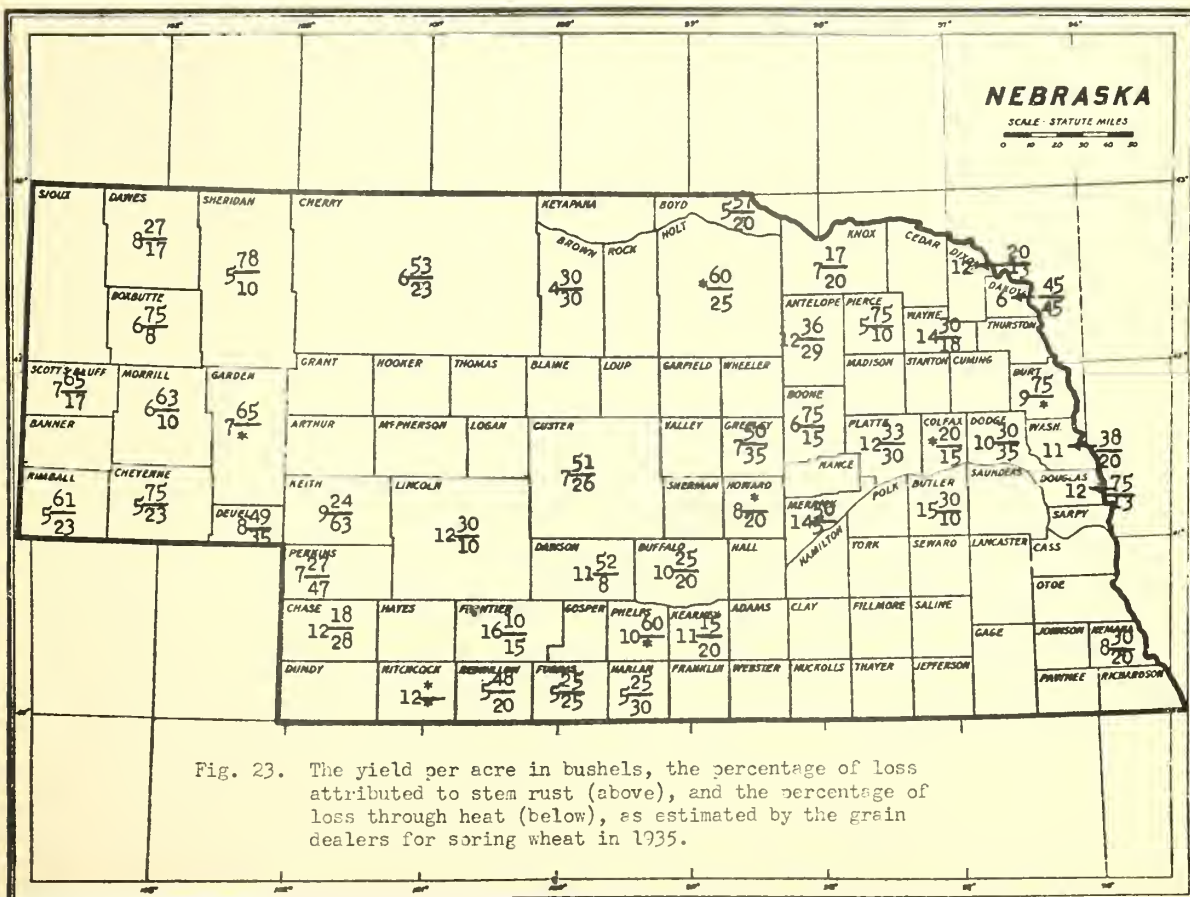 NEBRASKA
SCALE - STATUTE MILES
0 10 20 30 40 50
SIOUX
DAWES
8 27/17
SHERIDAN
5 78/10
CHERRY
6 53/23
KEYAPAHA
BOYD
5 57/20
BROWN
4 30/30
ROCK
HOLT
* 60/25
KNOX
7 17/20
CEDAR
DIXON
12
DAKOTA
6 45/45
BOXBUTTE
6 75/8
ANTELOPE
12 36/29
PIERCE
5 75/10
WAYNE
14 30/18
THURSTON
SCOTTS BLUFF
7 65/17
MORRILL
6 63/10
GARDEN
7 65/*
GRANT
HOOKER
THOMAS
BLAINE
LOUP
GARFIELD
WHEELER
MADISON
STANTON
CUMING
BURT
9 75/*
BANNER
ARTHUR
McPHERSON
LOGAN
CUSTER
7 51/26
VALLEY
GREELEY
7 50/35
BOONE
6 75/15
PLATTE
12 33/30
COLFAX
* 20/15
DODGE
10 30/35
WASH.
11 38/20
KIMBALL
5 61/23
CHEYENNE
5 75/23
DEUEL
8 49/35
KEITH
9 24/63
LINCOLN
12 30/10
SHERMAN
HOWARD
8 */20
NANCE
MERRICK
14
POLK
BUTLER
15 30/10
SAUNDERS
DOUGLAS
12
SARPY
PERKINS
7 27/47
DAWSON
11 52/8
BUFFALO
10 25/20
HALL
HAMILTON
YORK
SEWARD
LANCASTER
CASS
OTOE
CHASE
12 18/28
HAYES
FRONTIER
16 10/15
GOSPER
PHELPS
10 60/*
KEARNEY
11 15/20
ADAMS
CLAY
FILLMORE
SALINE
GAGE
JOHNSON
NEMAHA
8 30/20
DUNDY
HITCHCOCK
12 */*
REDWILLOW
5 48/20
FURNAS
5 25/25
HARLAN
5 25/30
FRANKLIN
WEBSTER
NUCKOLLS
THAYER
JEFFERSON
PAWNEE
RICHARDSON
Fig. 23. The yield per acre in bushels, the percentage of loss
attributed to stem rust (above), and the percentage of
loss through heat (below), as estimated by the grain
dealers for spring wheat in 1935.